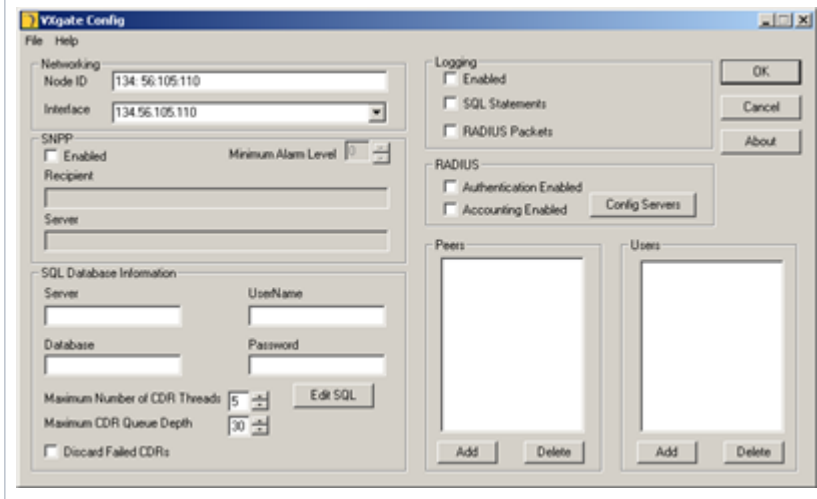 VXgate Config
File Help
Networking
Node ID 134: 56:105:110
Interface 134.56.105.110
SNPP
Enabled Minimum Alarm Level 0
Recipient
Server
SQL Database Information
Server UserName
Database Password
Maximum Number of CDR Threads 5 Edit SQL
Maximum CDR Queue Depth 30
Discard Failed CDRs
Logging
Enabled
SQL Statements
RADIUS Packets
OK
Cancel
About
RADIUS
Authentication Enabled
Accounting Enabled Config Servers
Peers
Add Delete
Users
Add Delete